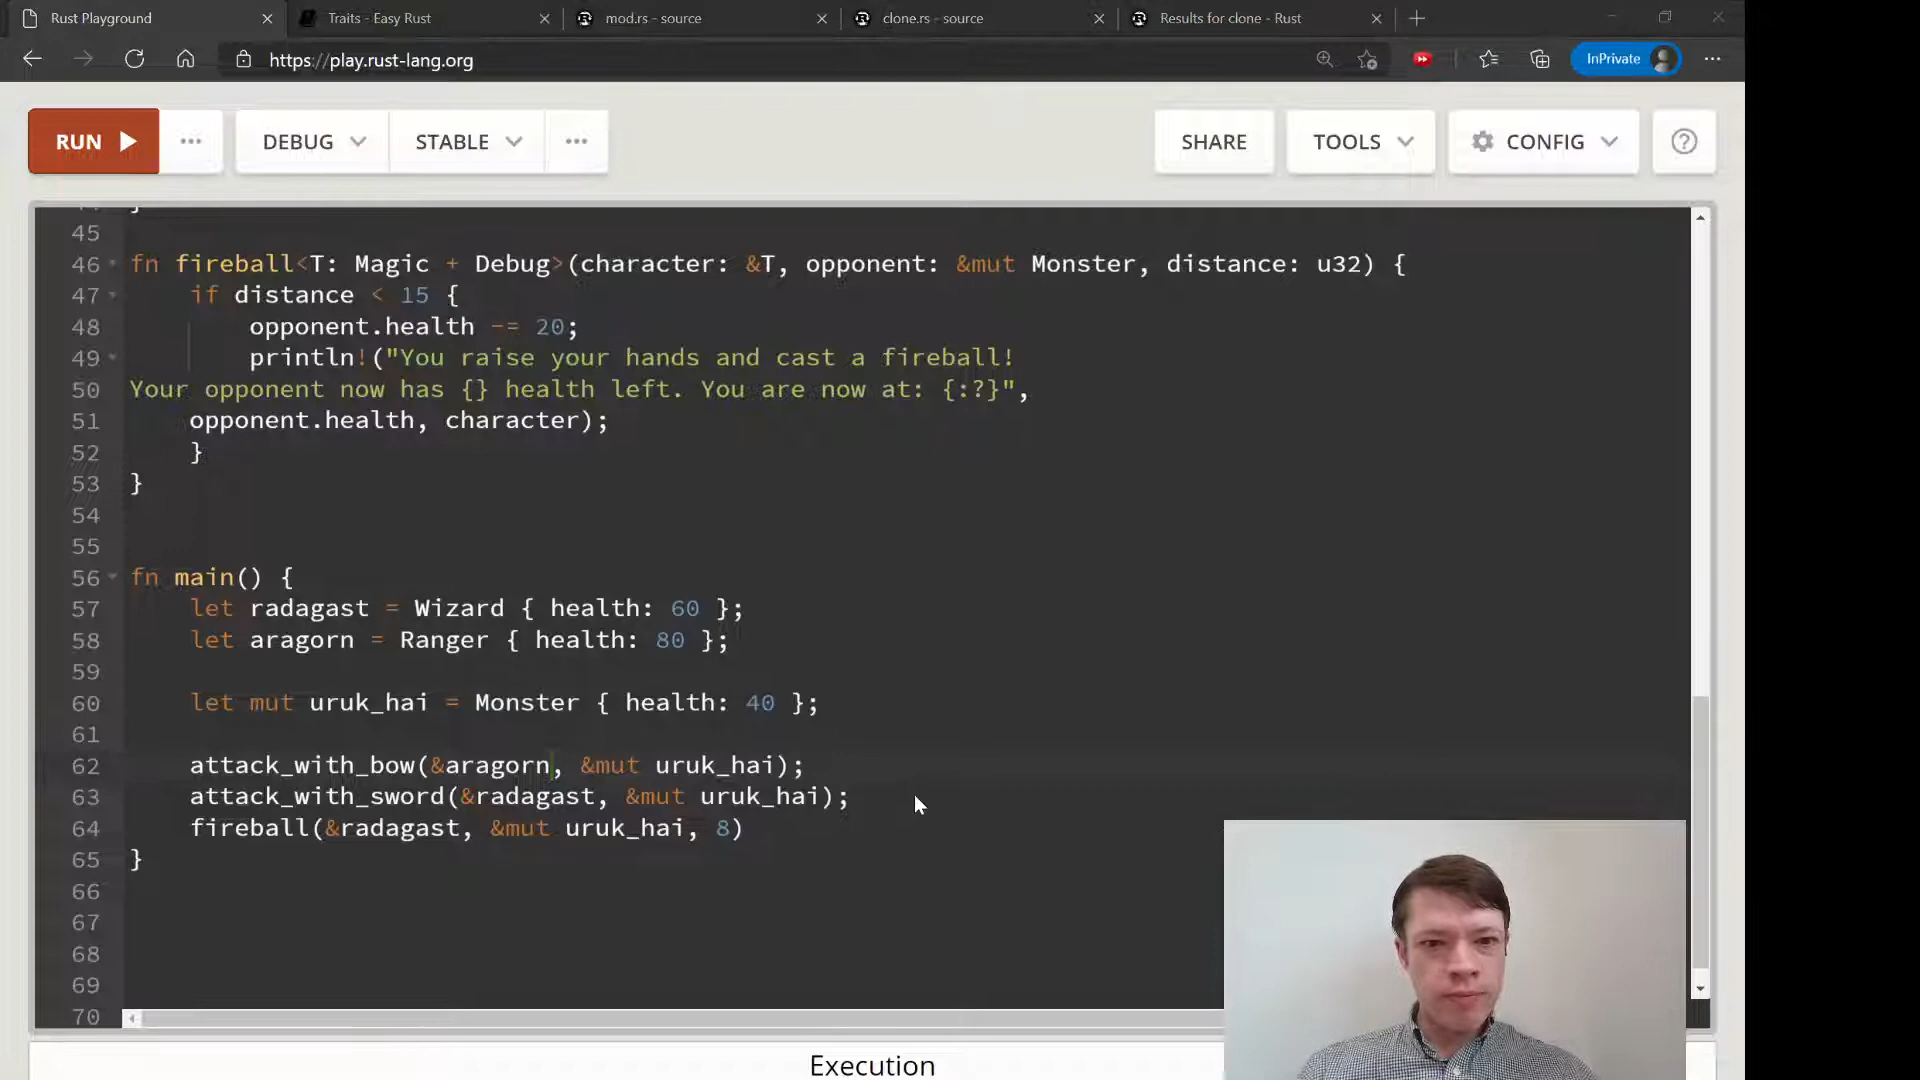 Rust Playground
Traits - Easy Rust
mod.rs - source
clone.rs - source
Results for clone - Rust
https://play.rust-lang.org
InPrivate
RUN
DEBUG
STABLE
SHARE
TOOLS
CONFIG
45
46 fn fireball<T: Magic + Debug>(character: &T, opponent: &mut Monster, distance: u32) {
47 if distance < 15 {
48 opponent.health -= 20;
49 println!("You raise your hands and cast a fireball!
50 Your opponent now has {} health left. You are now at: {:?}",
51 opponent.health, character);
52 }
53 }
54
55
56 fn main() {
57 let radagast = Wizard { health: 60 };
58 let aragorn = Ranger { health: 80 };
59
60 let mut uruk_hai = Monster { health: 40 };
61
62 attack_with_bow(&aragorn, &mut uruk_hai);
63 attack_with_sword(&radagast, &mut uruk_hai);
64 fireball(&radagast, &mut uruk_hai, 8)
65 }
66
67
68
69
70
Execution